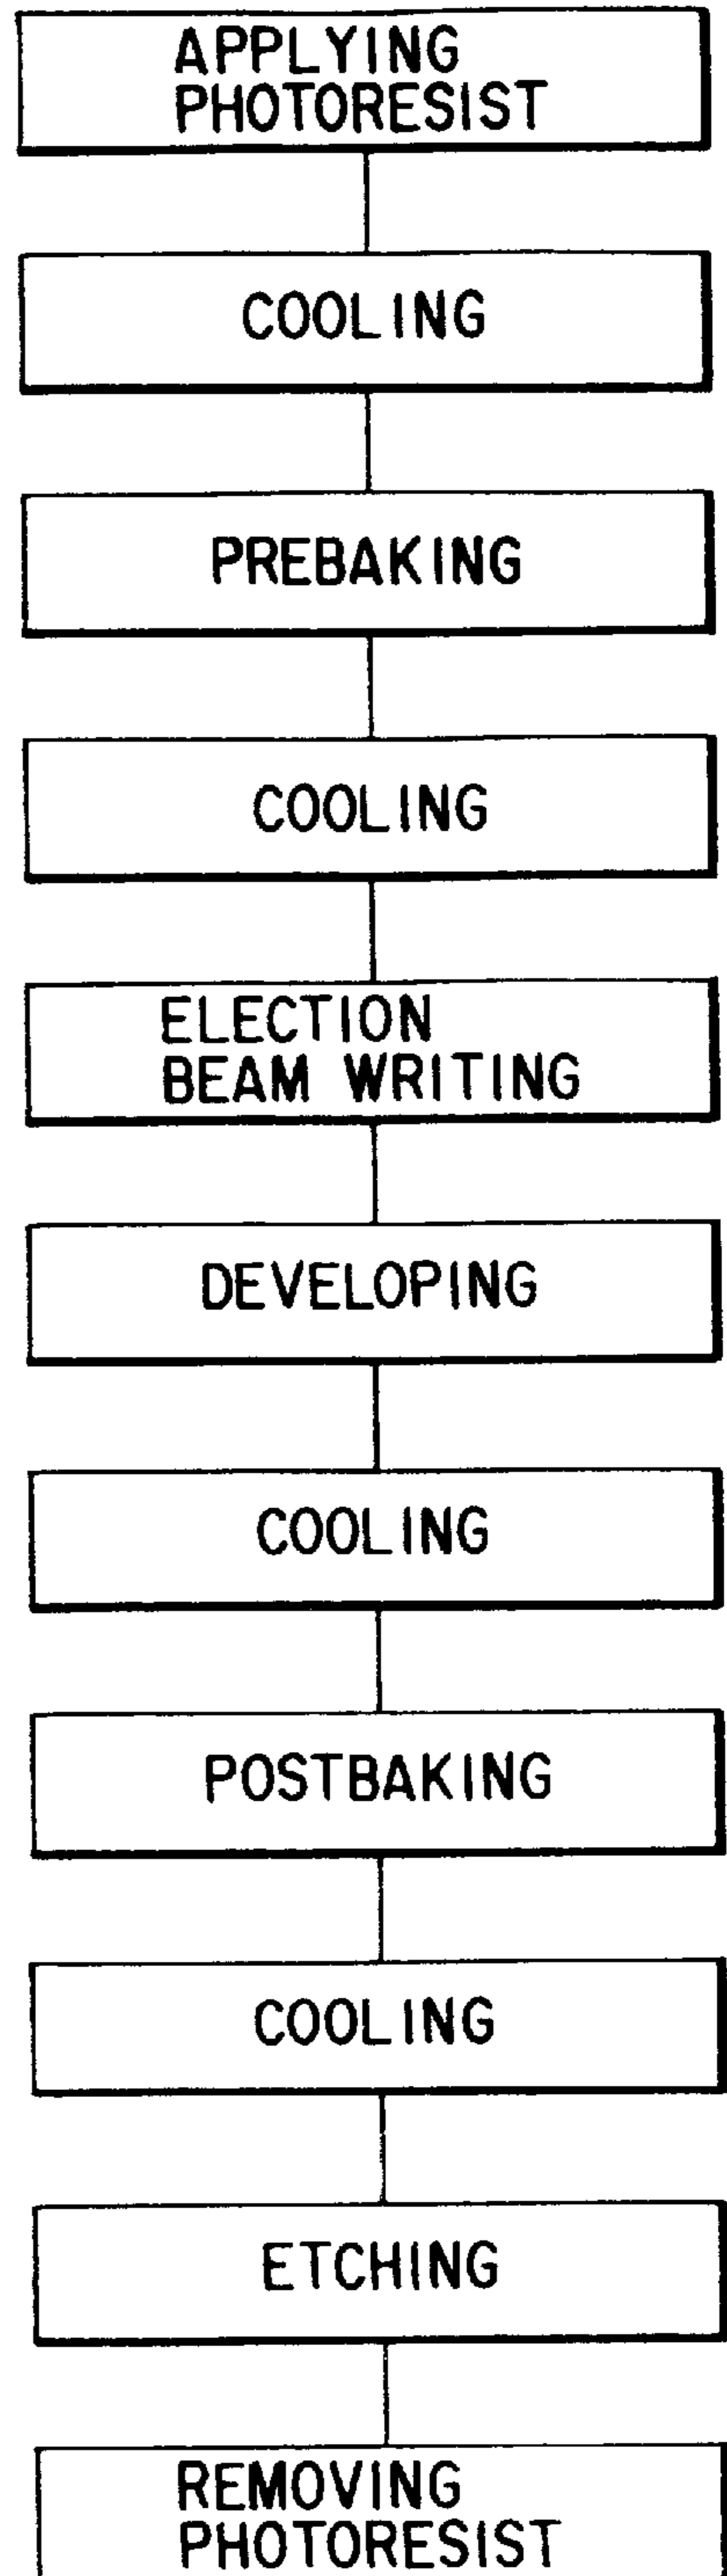 APPLYING
PHOTORESIST
COOLING
PREBAKING
COOLING
ELECTION
BEAM WRITING
DEVELOPING
COOLING
POSTBAKING
COOLING
ETCHING
REMOVING
PHOTORESIST